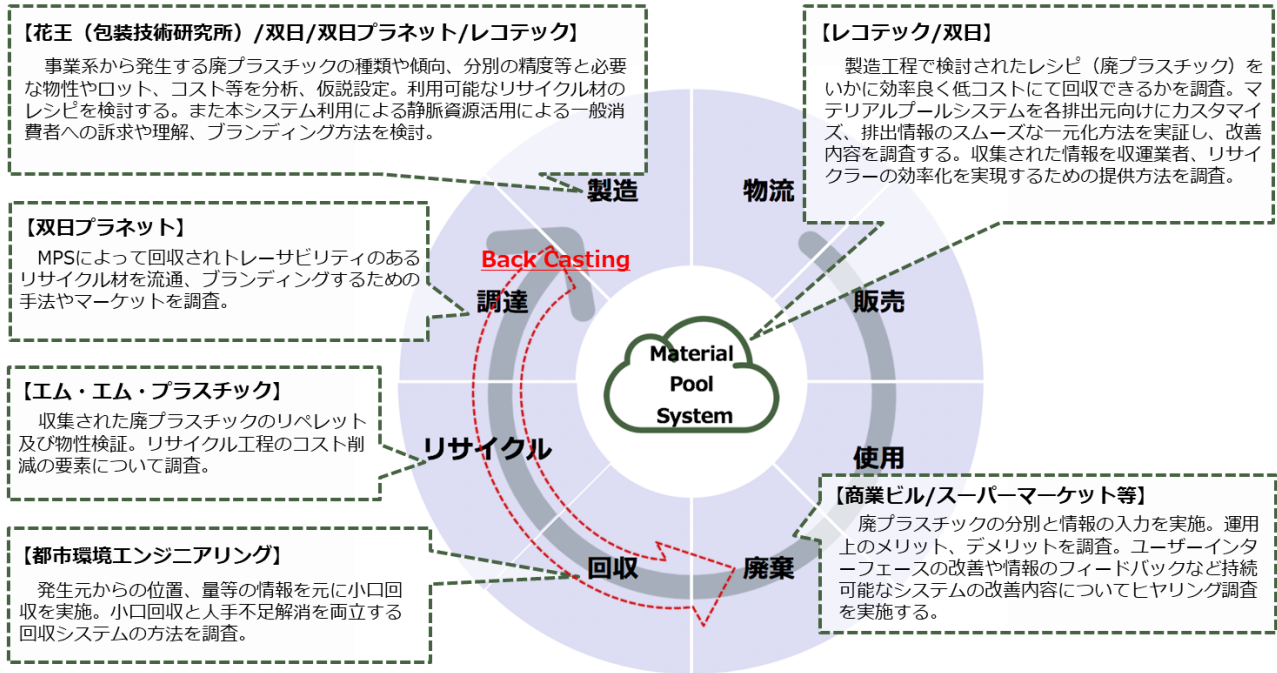 【花王（包装技術研究所）/双日/双日プラネット/レコテック】
事業系から発生する廃プラスチックの種類や傾向、分別の精度等と必要
な物性やロット、コスト等を分析、仮説設定。利用可能なリサイクル材の
レシピを検討する。また本システム利用による静脈資源活用による一般消
費者への訴求や理解、ブランディング方法を検討。
【レコテック/双日】
製造工程で検討されたレシピ（廃プラスチック）を
いかに効率良く低コストにて回収できるかを調査。マ
テリアルプールシステムを各排出元向けにカスタマイ
ズ、排出情報のスムーズな一元化方法を実証し、改善
内容を調査する。収集された情報を収運業者、リサイ
クラーの効率化を実現するための提供方法を調査。
製造
物流
【双日プラネット】
MPSによって回収されトレーサビリティのある
リサイクル材を流通、ブランディングするための
手法やマーケットを調査。
Back Casting
調達
販売
Material
Pool
System
【エム・エム・プラスチック】
収集された廃プラスチックのリペレット
及び物性検証。リサイクル工程のコスト削
減の要素について調査。
リサイクル
使用
【商業ビル/スーパーマーケット等】
廃プラスチックの分別と情報の入力を実施。運用
上のメリット、デメリットを調査。ユーザーインター
フェースの改善や情報のフィードバックなど持続
可能なシステムの改善内容についてヒヤリング調査
を実施する。
【都市環境エンジニアリング】
発生元からの位置、量等の情報を元に小口回
収を実施。小口回収と人手不足解消を両立する
回収システムの方法を調査。
回収
廃棄